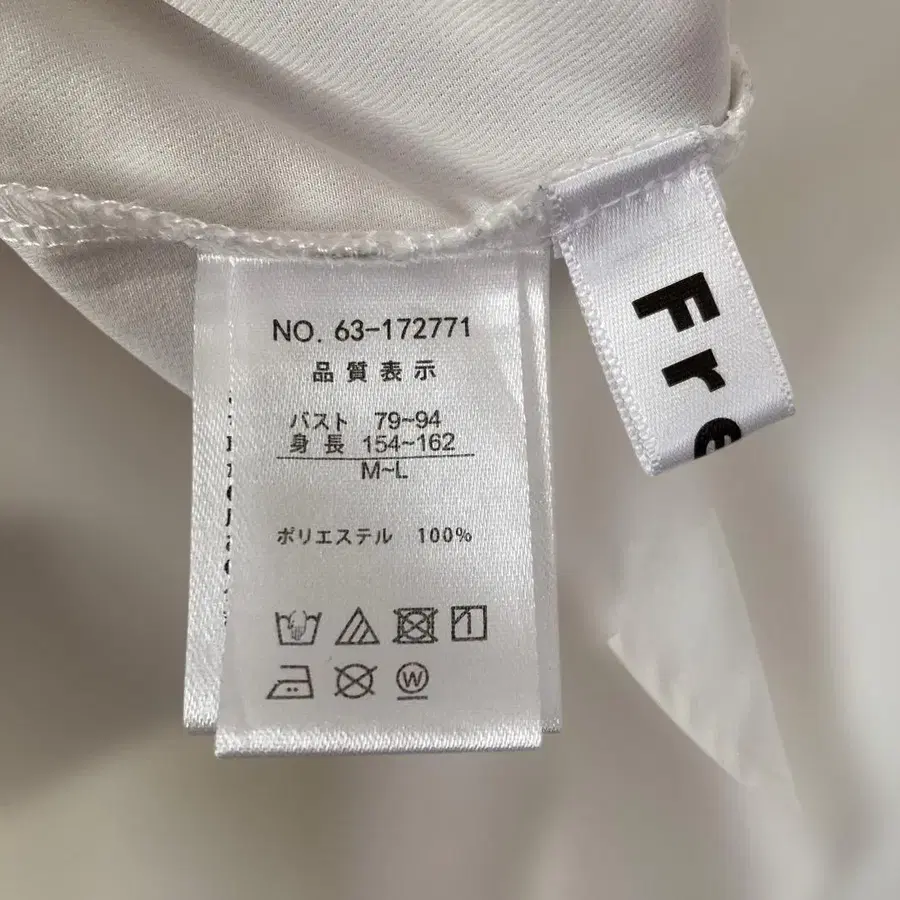 NO. 63-172771
品質表示
バスト 79~94
身長 154~162
M~L
ポリエステル 100%
W
Fre